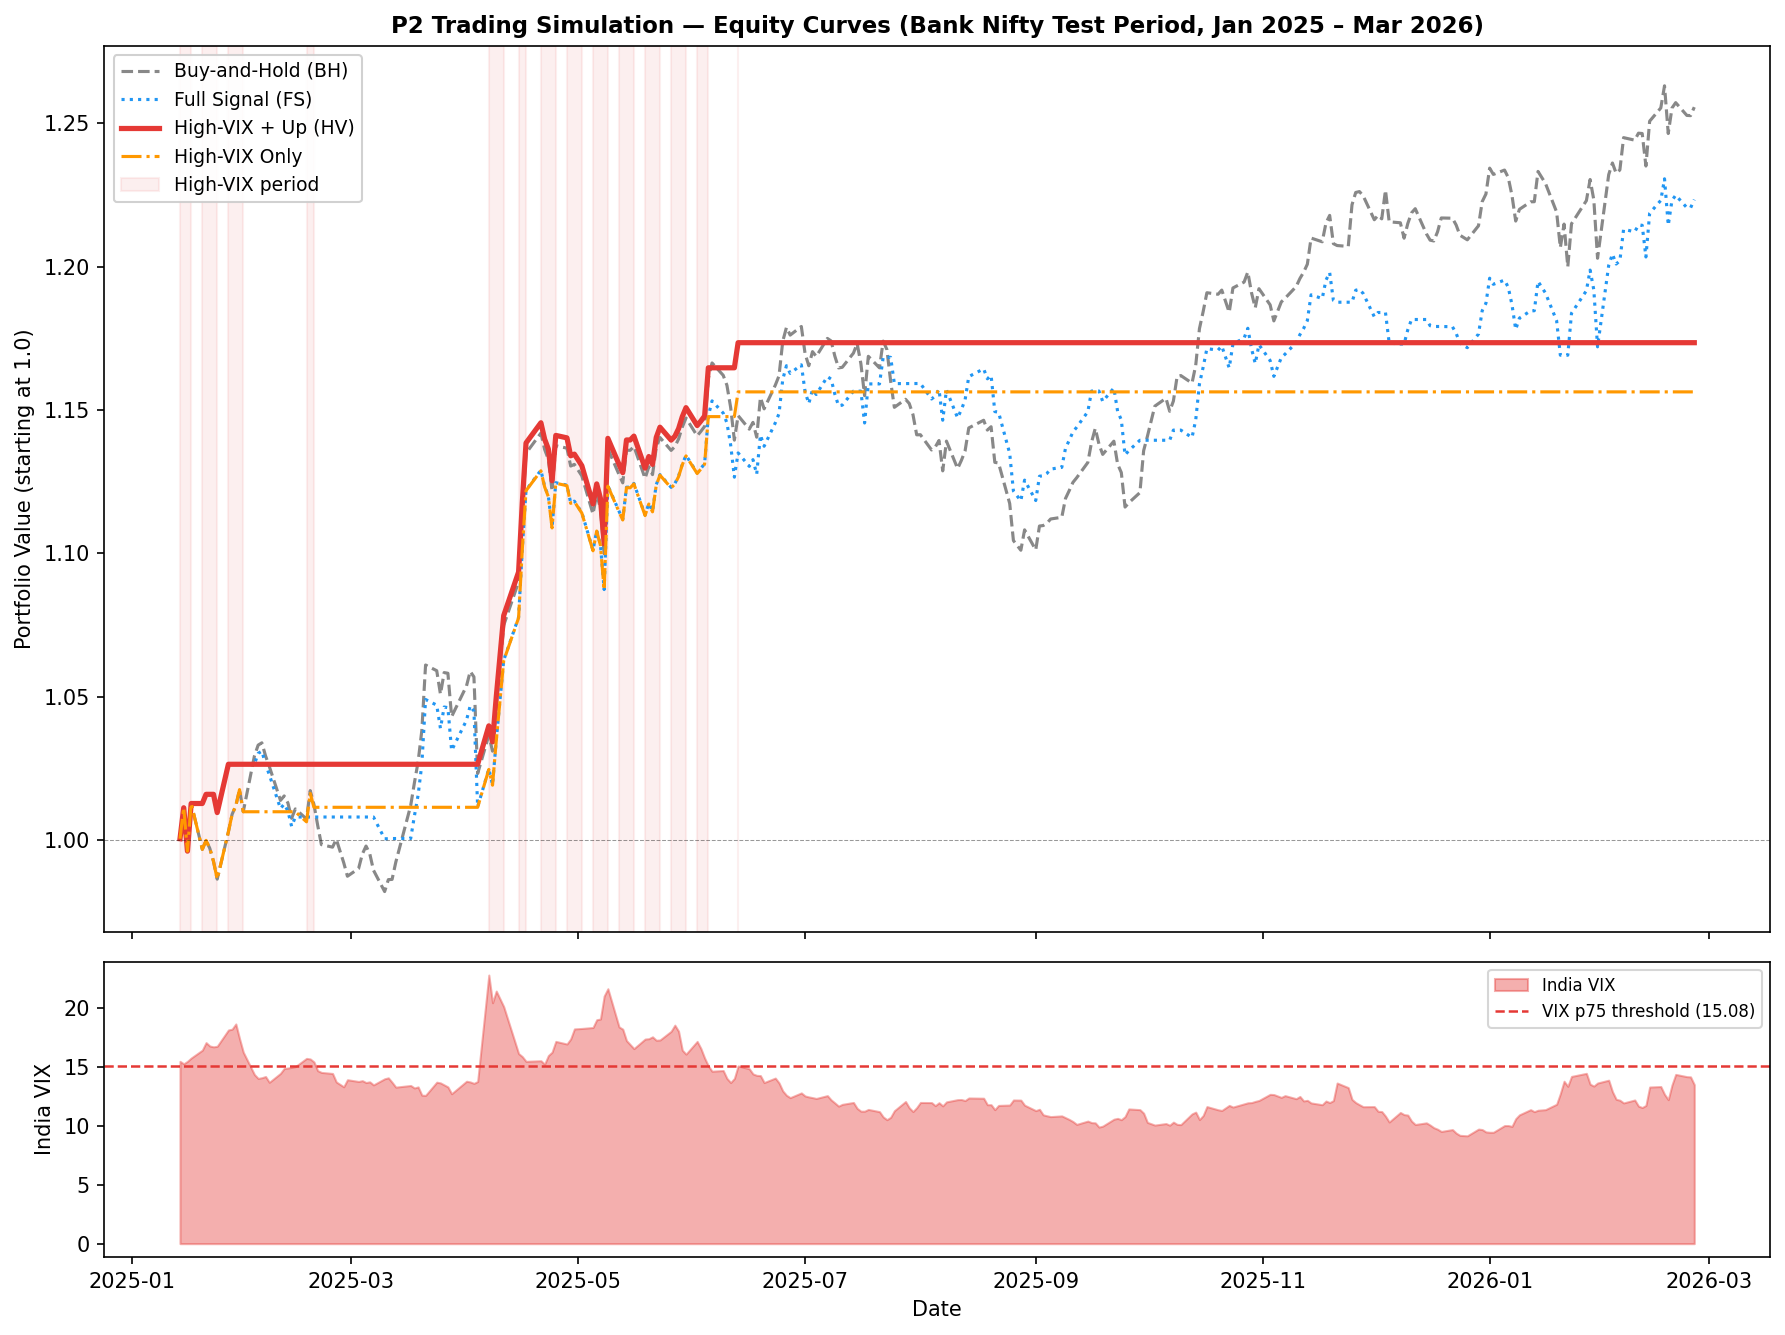 P2 Trading Simulation — Equity Curves (Bank Nifty Test Period, Jan 2025 – Mar 2026)
Buy-and-Hold (BH)
Full Signal (FS)
High-VIX + Up (HV)
High-VIX Only
High-VIX period
Portfolio Value (starting at 1.0)
1.25
1.20
1.15
1.10
1.05
1.00
India VIX
VIX p75 threshold (15.08)
India VIX
20
15
10
5
0
2025-01
2025-03
2025-05
2025-07
2025-09
2025-11
2026-01
2026-03
Date